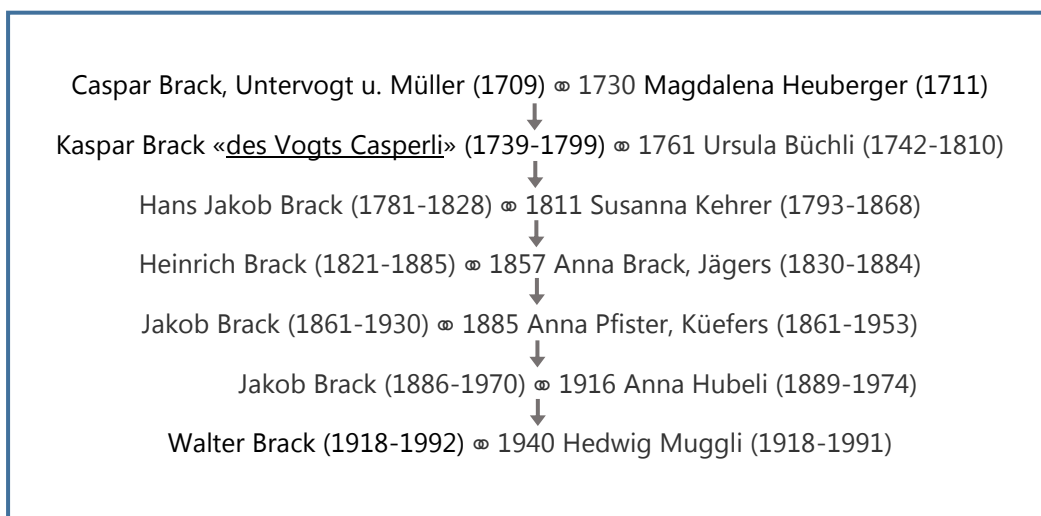 Caspar Brack, Untervogt u. Müller (1709) ⚭ 1730 Magdalena Heuberger (1711)
Kaspar Brack «des Vogts Casperli» (1739-1799) ⚭ 1761 Ursula Büchli (1742-1810)
Hans Jakob Brack (1781-1828) ⚭ 1811 Susanna Kehrer (1793-1868)
Heinrich Brack (1821-1885) ⚭ 1857 Anna Brack, Jägers (1830-1884)
Jakob Brack (1861-1930) ⚭ 1885 Anna Pfister, Küefers (1861-1953)
Jakob Brack (1886-1970) ⚭ 1916 Anna Hubeli (1889-1974)
Walter Brack (1918-1992) ⚭ 1940 Hedwig Muggli (1918-1991)